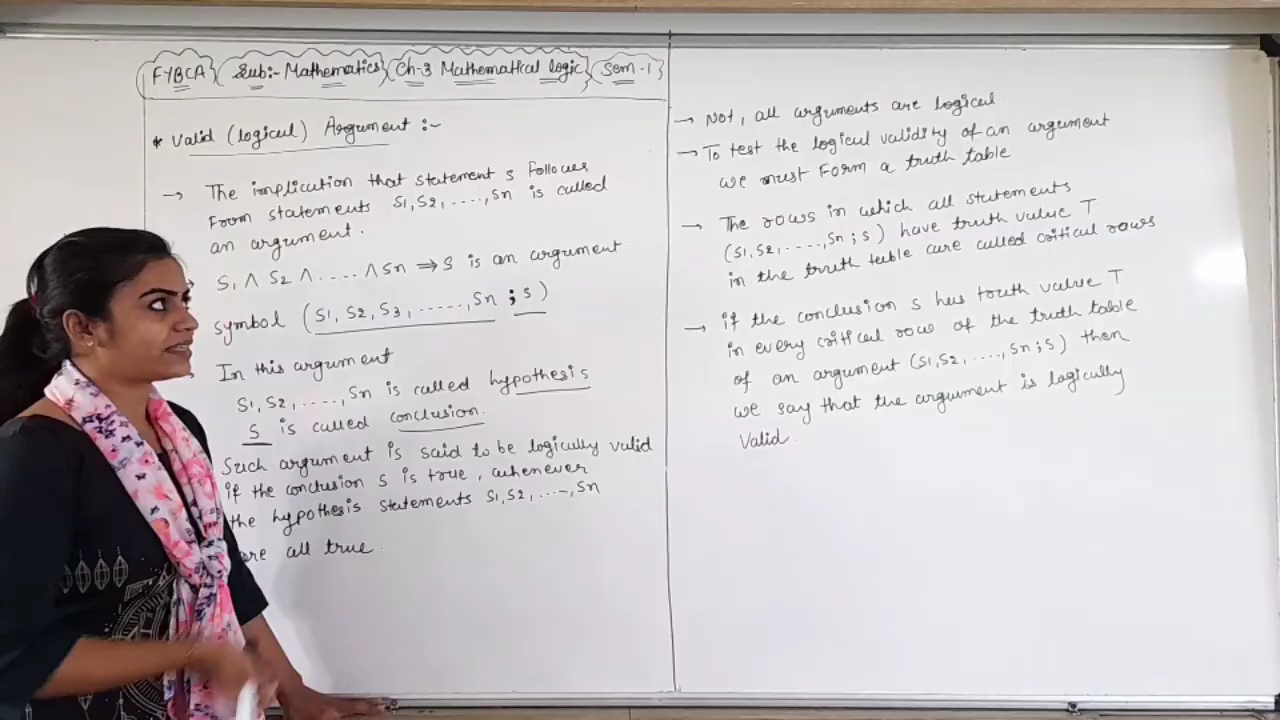 FYBCA Sub:- Mathematics Ch-3 Mathematical logic Sem-1
* Valid (logical) Argument :-
→ The implication that statement s follows
from statements S1, S2, ....., Sn is called
an argument.
S1 ∧ S2 ∧ ..... ∧ Sn ⇒ S is an argument
symbol (S1, S2, S3, ......, Sn ; S)
In this argument
S1, S2, ....., Sn is called hypothesis
S is called conclusion.
Such argument is said to be logically valid
if the conclusion S is true, whenever
the hypothesis statements S1, S2, ....., Sn
are all true.
→ Not, all arguments are logical.
→ To test the logical validity of an argument
we must form a truth table
→ The rows in which all statements
(S1, S2, ....., Sn ; S) have truth value T
in the truth table are called critical rows
→ if the conclusion S has truth value T
in every critical row of the truth table
of an argument (S1, S2, ....., Sn ; S) then
we say that the argument is logically
valid.